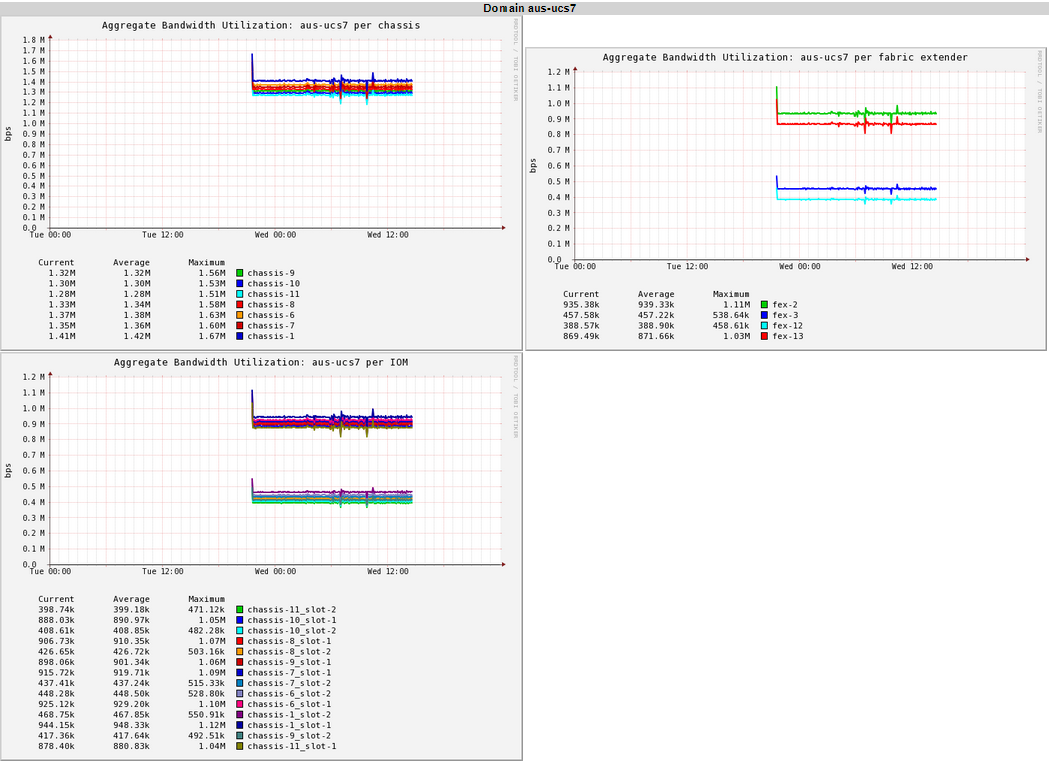 Domain aus-ucs7
Aggregate Bandwidth Utilization: aus-ucs7 per chassis
RRDTOOL / TOBI OETIKER
bps
1.8 M
1.7 M
1.6 M
1.5 M
1.4 M
1.3 M
1.2 M
1.1 M
1.0 M
0.9 M
0.8 M
0.7 M
0.6 M
0.5 M
0.4 M
0.3 M
0.2 M
0.1 M
0.0
Tue 00:00 Tue 12:00 Wed 00:00 Wed 12:00
Current Average Maximum
1.32M 1.32M 1.56M chassis-9
1.30M 1.30M 1.53M chassis-10
1.28M 1.28M 1.51M chassis-11
1.33M 1.34M 1.58M chassis-8
1.37M 1.38M 1.63M chassis-6
1.35M 1.36M 1.60M chassis-7
1.41M 1.42M 1.67M chassis-1
Aggregate Bandwidth Utilization: aus-ucs7 per fabric extender
RRDTOOL / TOBI OETIKER
bps
1.2 M
1.1 M
1.0 M
0.9 M
0.8 M
0.7 M
0.6 M
0.5 M
0.4 M
0.3 M
0.2 M
0.1 M
0.0
Tue 00:00 Tue 12:00 Wed 00:00 Wed 12:00
Current Average Maximum
935.38k 939.33k 1.11M fex-2
457.58k 457.22k 538.64k fex-3
388.57k 388.90k 458.61k fex-12
869.49k 871.66k 1.03M fex-13
Aggregate Bandwidth Utilization: aus-ucs7 per IOM
RRDTOOL / TOBI OETIKER
bps
1.2 M
1.1 M
1.0 M
0.9 M
0.8 M
0.7 M
0.6 M
0.5 M
0.4 M
0.3 M
0.2 M
0.1 M
0.0
Tue 00:00 Tue 12:00 Wed 00:00 Wed 12:00
Current Average Maximum
398.74k 399.18k 471.12k chassis-11_slot-2
888.03k 890.97k 1.05M chassis-10_slot-1
408.61k 408.85k 482.28k chassis-10_slot-2
906.73k 910.35k 1.07M chassis-8_slot-1
426.65k 426.72k 503.16k chassis-8_slot-2
898.06k 901.34k 1.06M chassis-9_slot-1
915.72k 919.71k 1.09M chassis-7_slot-1
437.41k 437.24k 515.33k chassis-7_slot-2
448.28k 448.50k 528.80k chassis-6_slot-2
925.12k 929.20k 1.10M chassis-6_slot-1
468.75k 467.85k 550.91k chassis-1_slot-2
944.15k 948.33k 1.12M chassis-1_slot-1
417.36k 417.64k 492.51k chassis-9_slot-2
878.40k 880.83k 1.04M chassis-11_slot-1